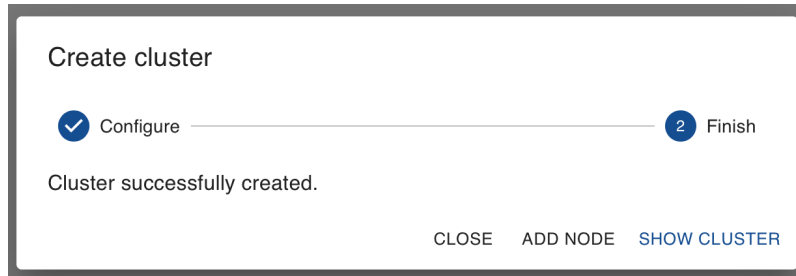 Create cluster
Configure 2 Finish
Cluster successfully created.
CLOSE ADD NODE SHOW CLUSTER